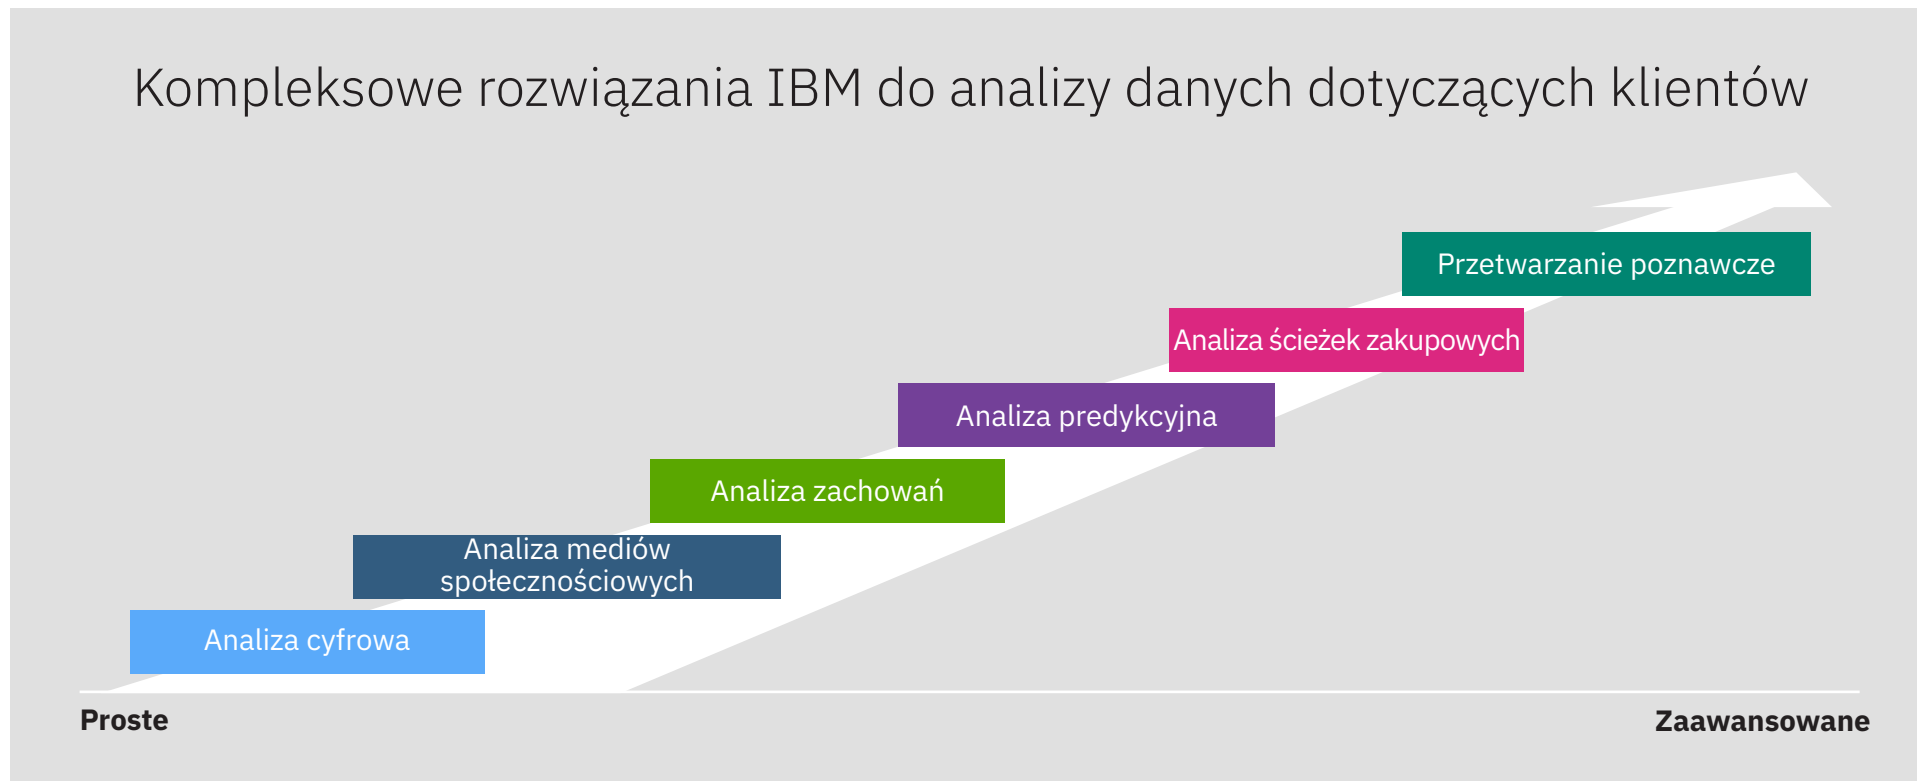 Kompleksowe rozwiązania IBM do analizy danych dotyczących klientów
Przetwarzanie poznawcze
Analiza ścieżek zakupowych
Analiza predykcyjna
Analiza zachowań
Analiza mediów
społecznościowych
Analiza cyfrowa
Proste
Zaawansowane